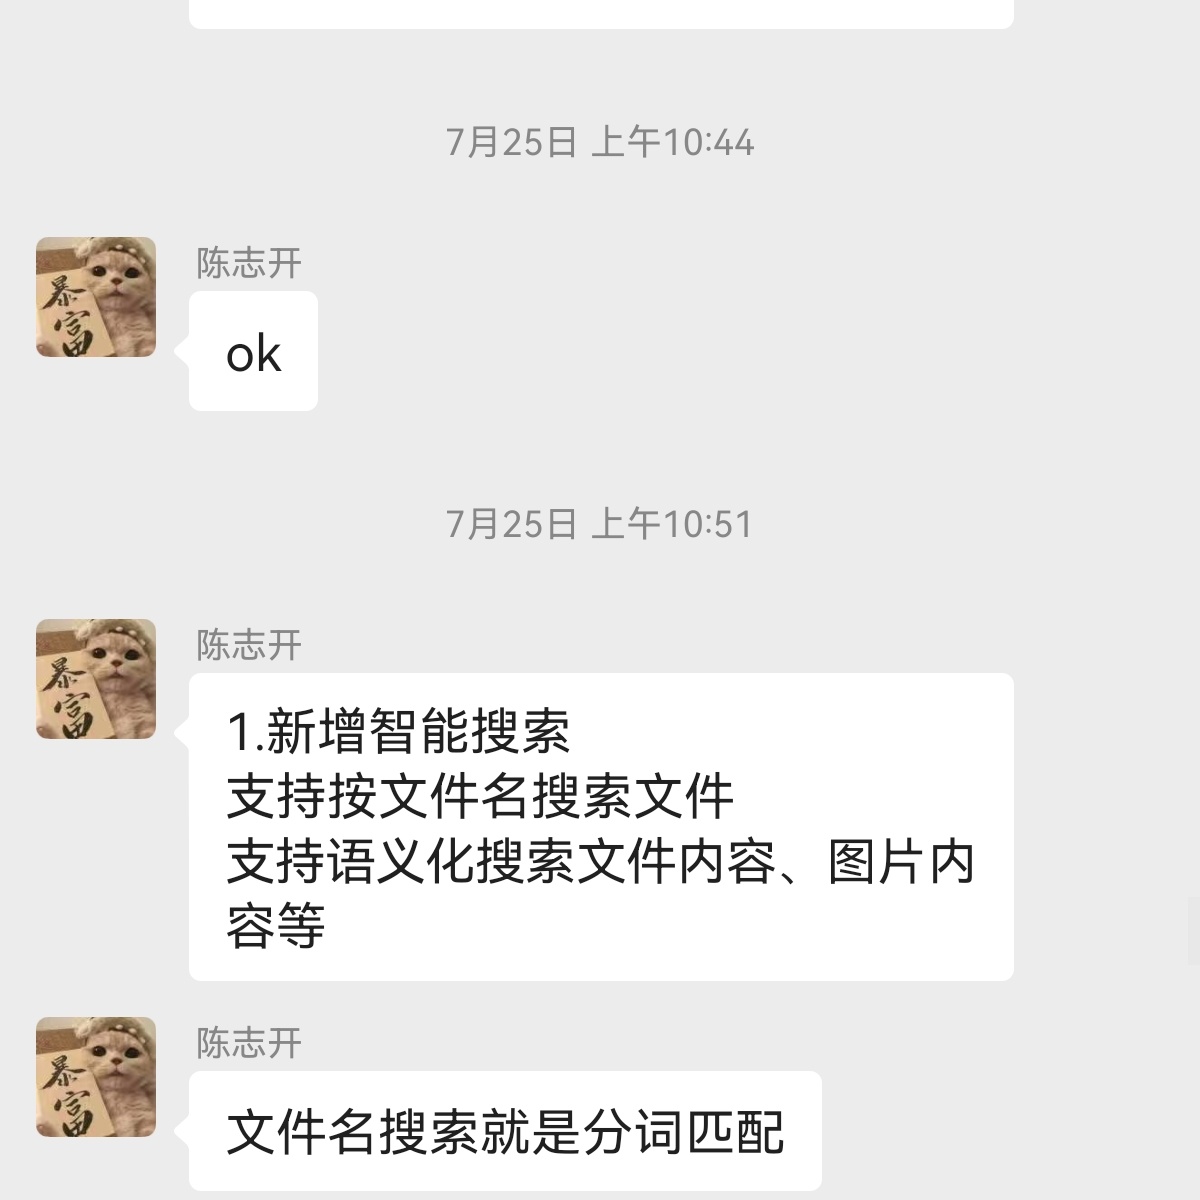 7月25日 上午10:44
陈志开
暴富
ok
7月25日 上午10:51
陈志开
暴富
1.新增智能搜索
支持按文件名搜索文件
支持语义化搜索文件内容、图片内
容等
陈志开
暴富
文件名搜索就是分词匹配